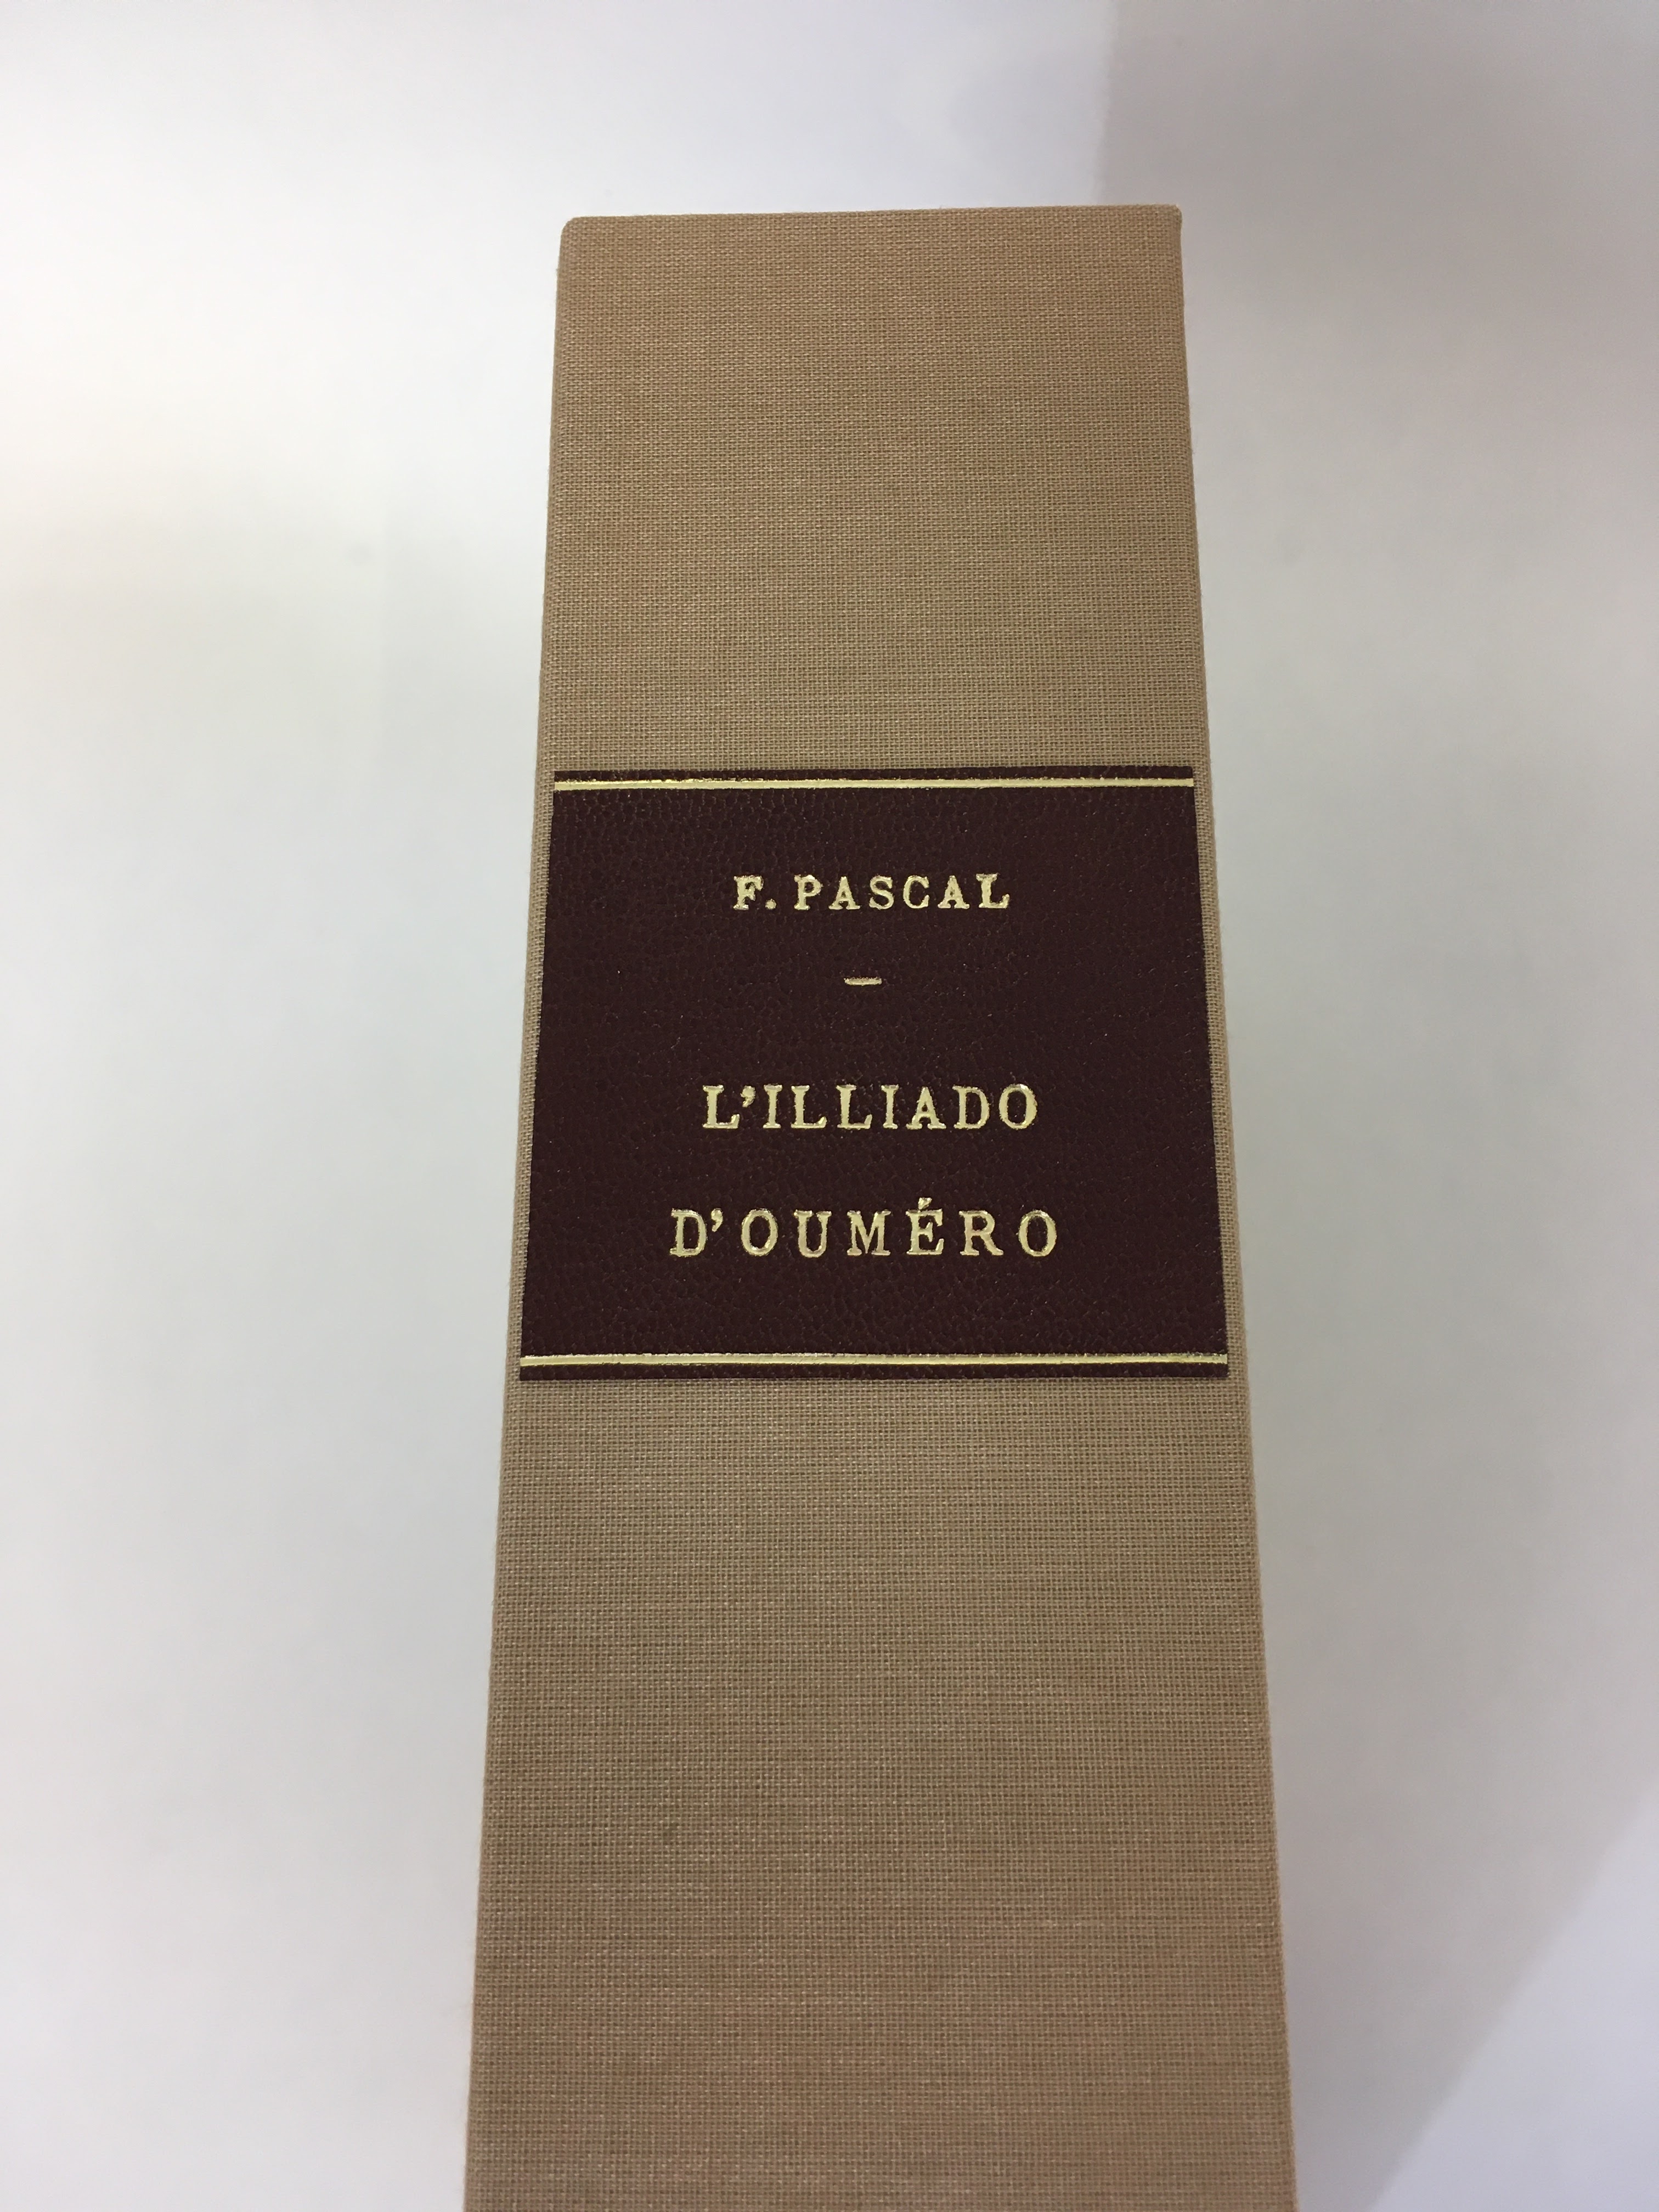 F. PASCAL
—
L'ILLIADO
D'OUMÉRO